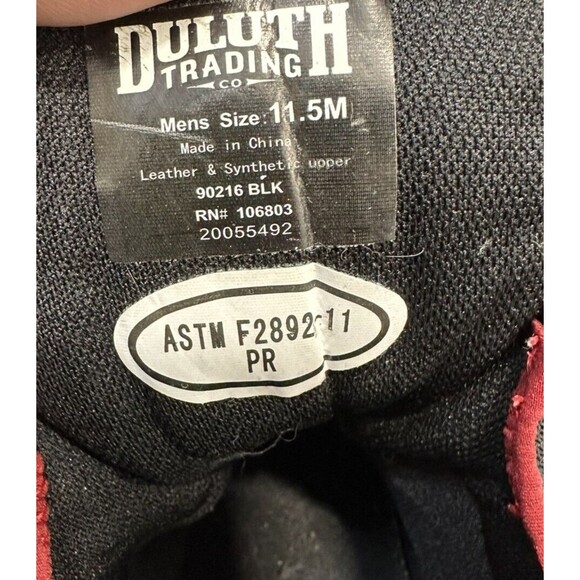 DULUTH
TRADING
CO
Mens Size: 11.5M
Made in China
Leather & Synthetic upper
90216 BLK
RN# 106803
20055492
ASTM F2892-11
PR